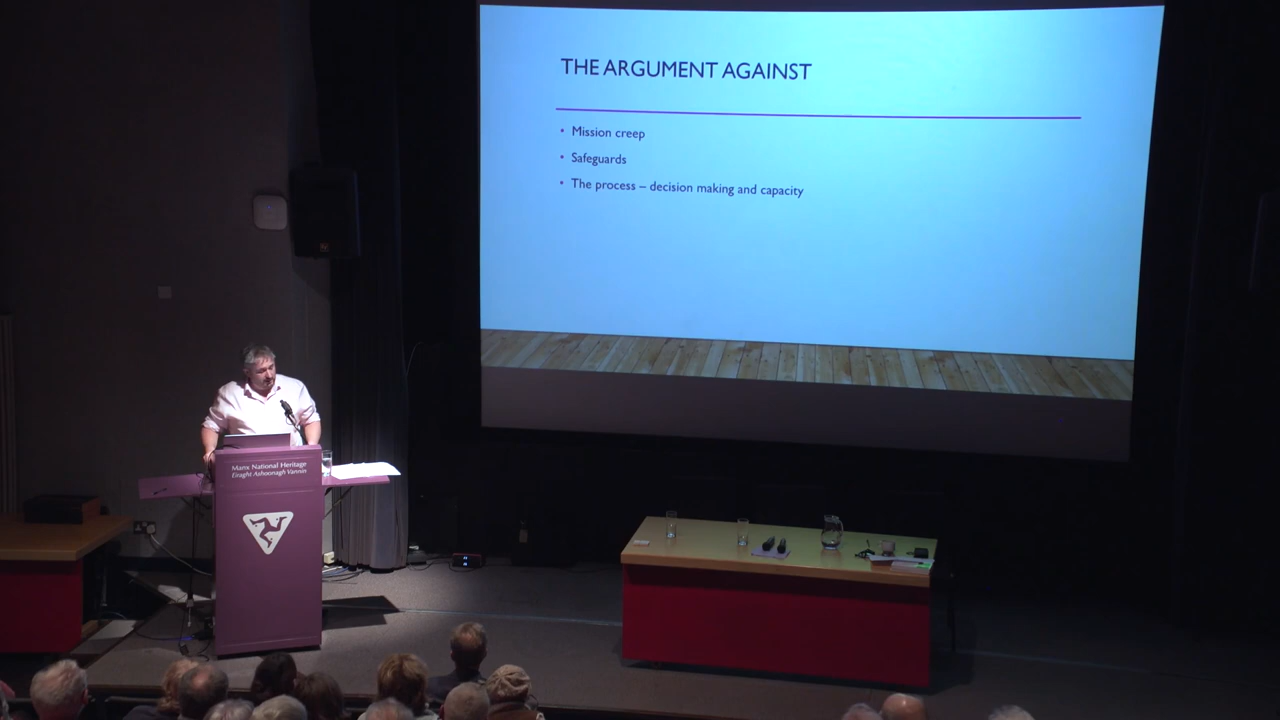 THE ARGUMENT AGAINST
• Mission creep
• Safeguards
• The process – decision making and capacity
Manx National Heritage
Eiraght Ashoonagh Vannin